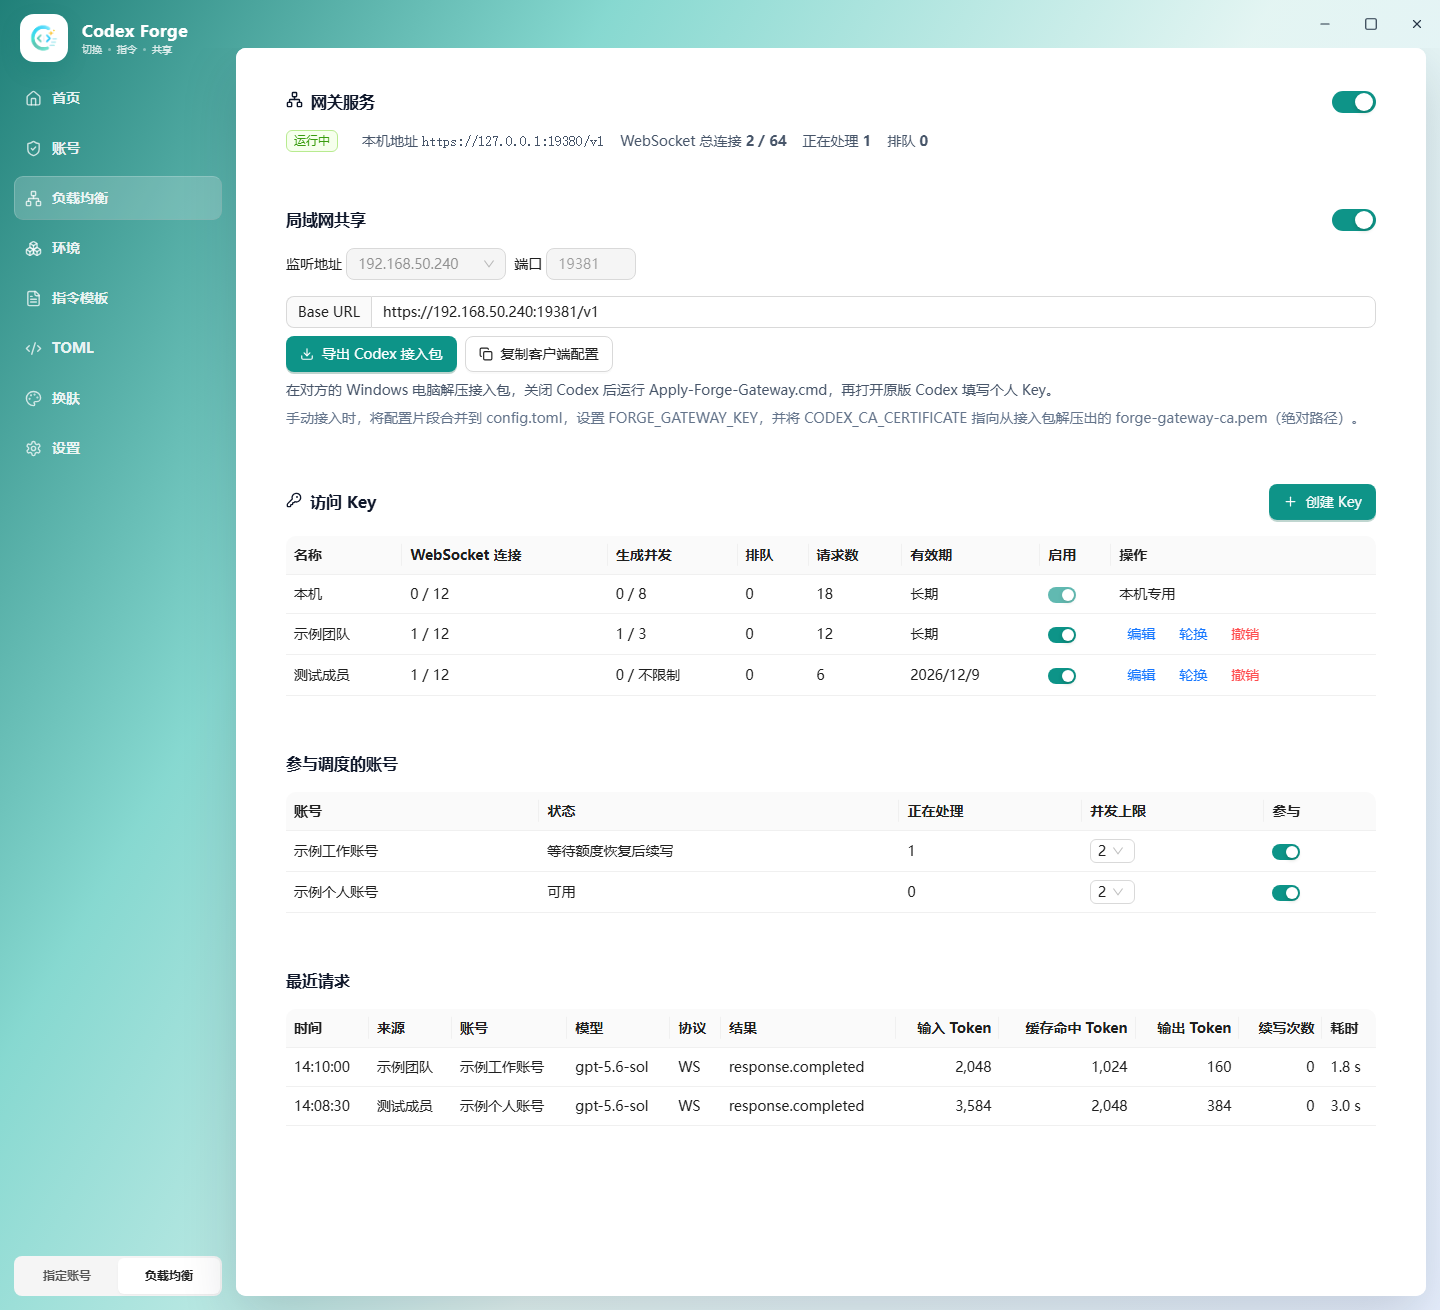 Codex Forge
切换 · 指令 · 共享
首页
账号
负载均衡
环境
指令模板
TOML
换肤
设置
指定账号 负载均衡
网关服务
运行中 本机地址 https://127.0.0.1:19380/v1 WebSocket 总连接 2 / 64 正在处理 1 排队 0
局域网共享
监听地址 192.168.50.240 端口 19381
Base URL https://192.168.50.240:19381/v1
导出 Codex 接入包 复制客户端配置
在对方的 Windows 电脑解压接入包，关闭 Codex 后运行 Apply-Forge-Gateway.cmd，再打开原版 Codex 填写个人 Key。
手动接入时，将配置片段合并到 config.toml，设置 FORGE_GATEWAY_KEY，并将 CODEX_CA_CERTIFICATE 指向从接入包解压出的 forge-gateway-ca.pem（绝对路径）。
访问 Key 创建 Key
名称 WebSocket 连接 生成并发 排队 请求数 有效期 启用 操作
本机 0 / 12 0 / 8 0 18 长期 本机专用
示例团队 1 / 12 1 / 3 0 12 长期 编辑 轮换 撤销
测试成员 1 / 12 0 / 不限制 0 6 2026/12/9 编辑 轮换 撤销
参与调度的账号
账号 状态 正在处理 并发上限 参与
示例工作账号 等待额度恢复后续写 1 2
示例个人账号 可用 0 2
最近请求
时间 来源 账号 模型 协议 结果 输入 Token 缓存命中 Token 输出 Token 续写次数 耗时
14:10:00 示例团队 示例工作账号 gpt-5.6-sol WS response.completed 2,048 1,024 160 0 1.8 s
14:08:30 测试成员 示例个人账号 gpt-5.6-sol WS response.completed 3,584 2,048 384 0 3.0 s